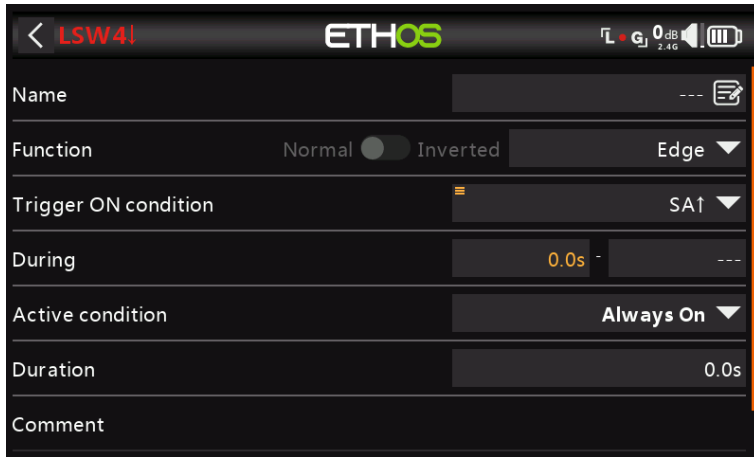 LSW4↓ ETHOS L G 0dB 2.4G
Name ---
Function Normal Inverted Edge
Trigger ON condition SA↑
During 0.0s - ---
Active condition Always On
Duration 0.0s
Comment